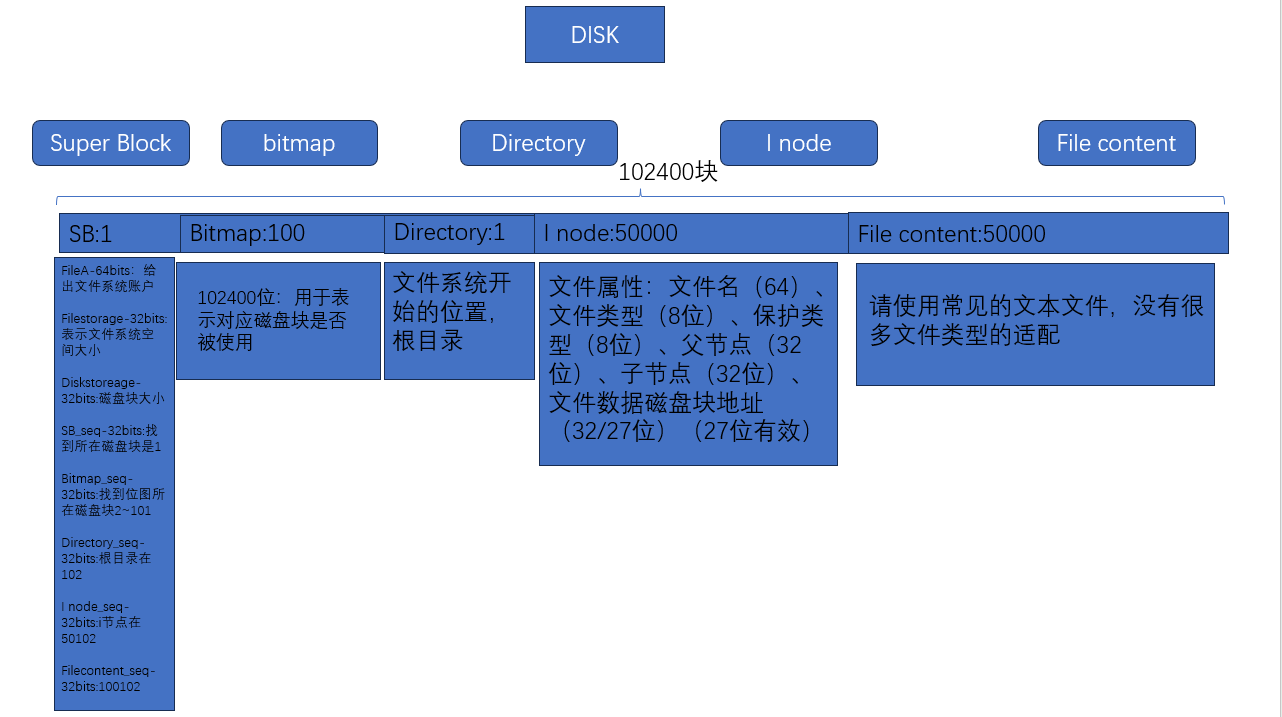 DISK
Super Block
bitmap
Directory
I node
File content
102400块
SB:1
Bitmap:100
Directory:1
I node:50000
File content:50000
FileA-64bits：给
出文件系统账户
Filestorage-32bits:
表示文件系统空
间大小
Diskstoreage-
32bits:磁盘块大小
SB_seq-32bits:找
到所在磁盘块是1
Bitmap_seq-
32bits:找到位图所
在磁盘块2~101
Directory_seq-
32bits:根目录在
102
I node_seq-
32bits:i节点在
50102
Filecontent_seq-
32bits:100102
102400位：用于表
示对应磁盘块是否
被使用
文件系统开
始的位置，
根目录
文件属性：文件名（64）、
文件类型（8位）、保护类
型（8位）、父节点（32
位）、子节点（32位）、
文件数据磁盘块地址
（32/27位）（27位有效）
请使用常见的文本文件，没有很
多文件类型的适配